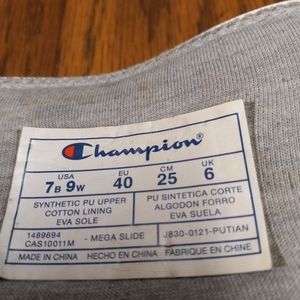 Champion
USA EU CM UK
7B 9W 40 25 6
SYNTHETIC PU UPPER
COTTON LINING
EVA SOLE
PU SINTETICA CORTE
ALGODON FORRO
EVA SUELA
1489694
CAS10011M - MEGA SLIDE JB30-0121-PUTIAN
MADE IN CHINA HECHO EN CHINA FABRIQUE EN CHINE